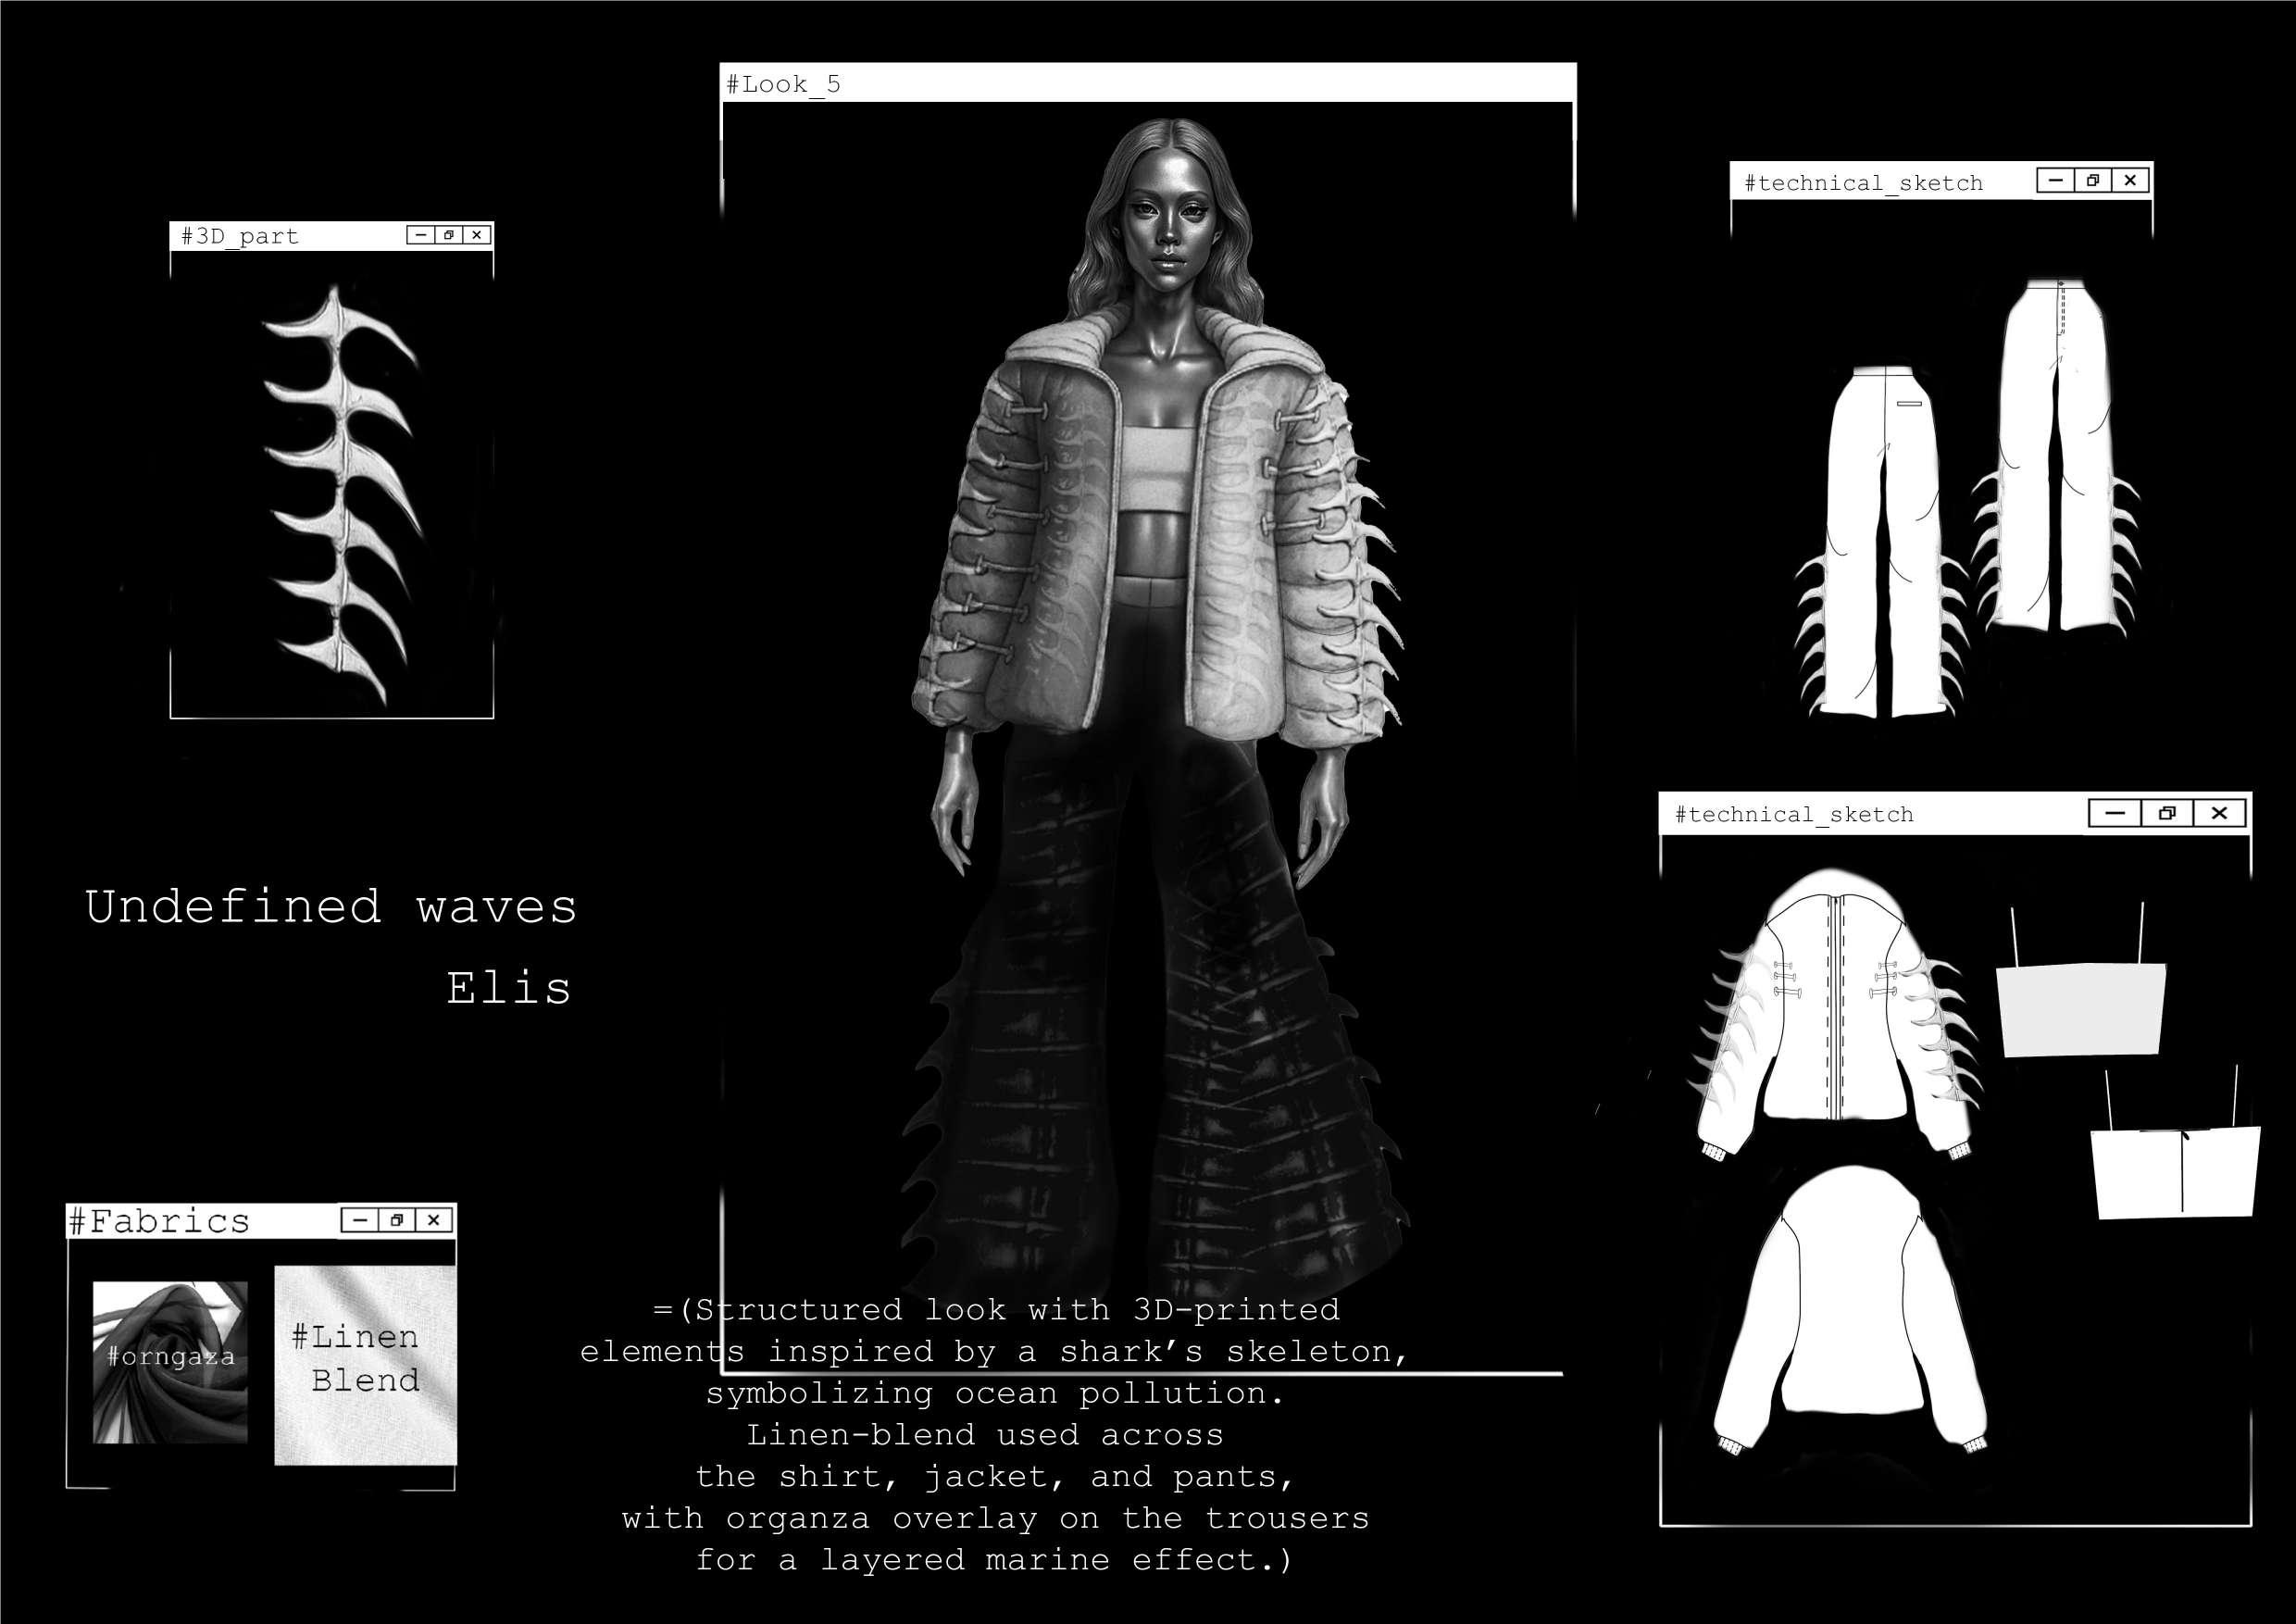 #Look_5
#technical_sketch
#3D_part
#technical_sketch
Undefined waves
Elis
#Fabrics
#orngaza
#Linen
Blend
=(Structured look with 3D-printed
elements inspired by a shark’s skeleton,
symbolizing ocean pollution.
Linen-blend used across
the shirt, jacket, and pants,
with organza overlay on the trousers
for a layered marine effect.)